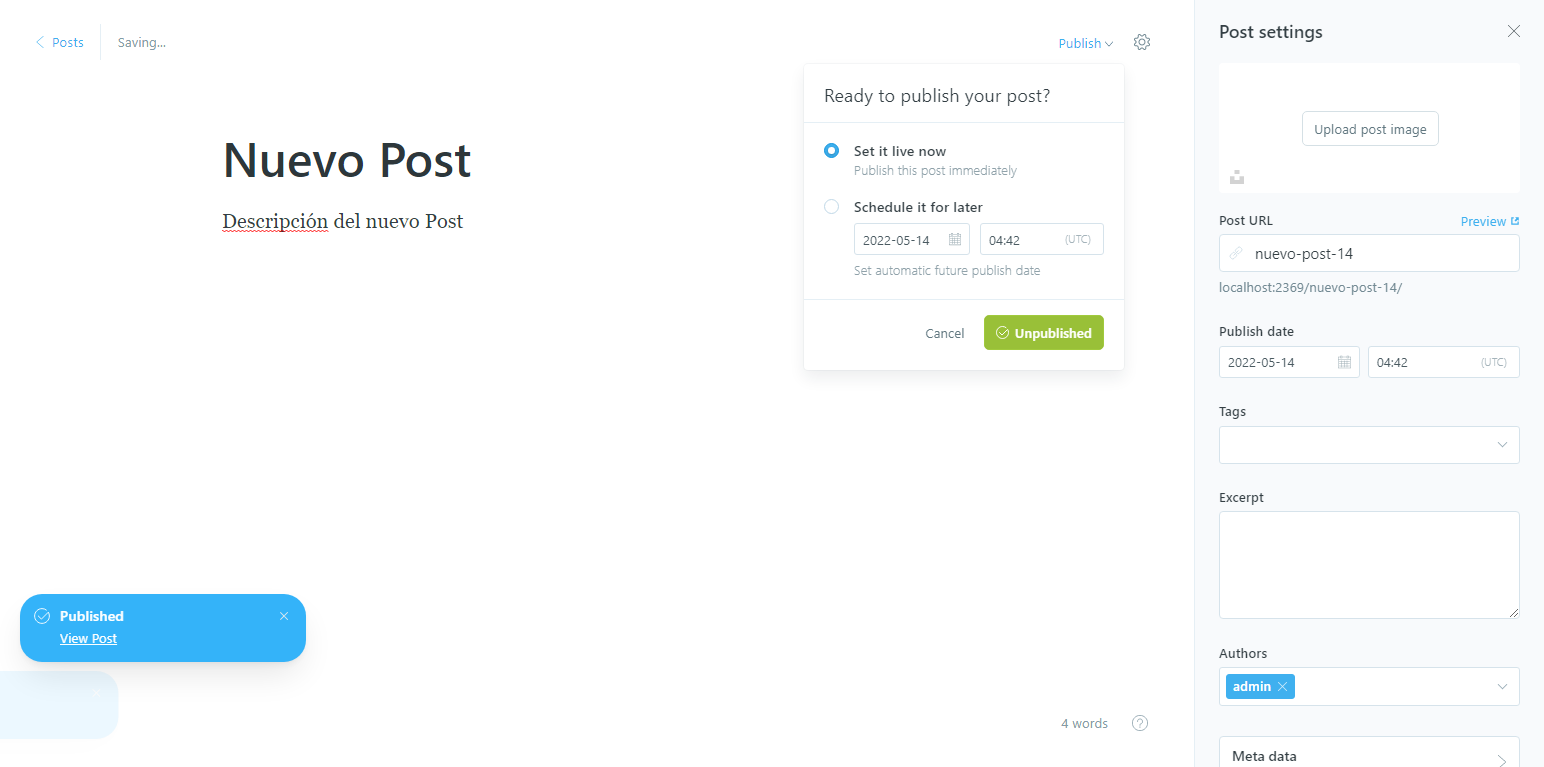 Posts
Saving...
Publish
Ready to publish your post?
Set it live now
Publish this post immediately
Schedule it for later
2022-05-14
04:42 (UTC)
Set automatic future publish date
Cancel
Unpublished
Nuevo Post
Descripción del nuevo Post
Published
View Post
4 words
?
Post settings
Upload post image
Post URL
Preview
nuevo-post-14
localhost:2369/nuevo-post-14/
Publish date
2022-05-14
04:42 (UTC)
Tags
Excerpt
Authors
admin
Meta data